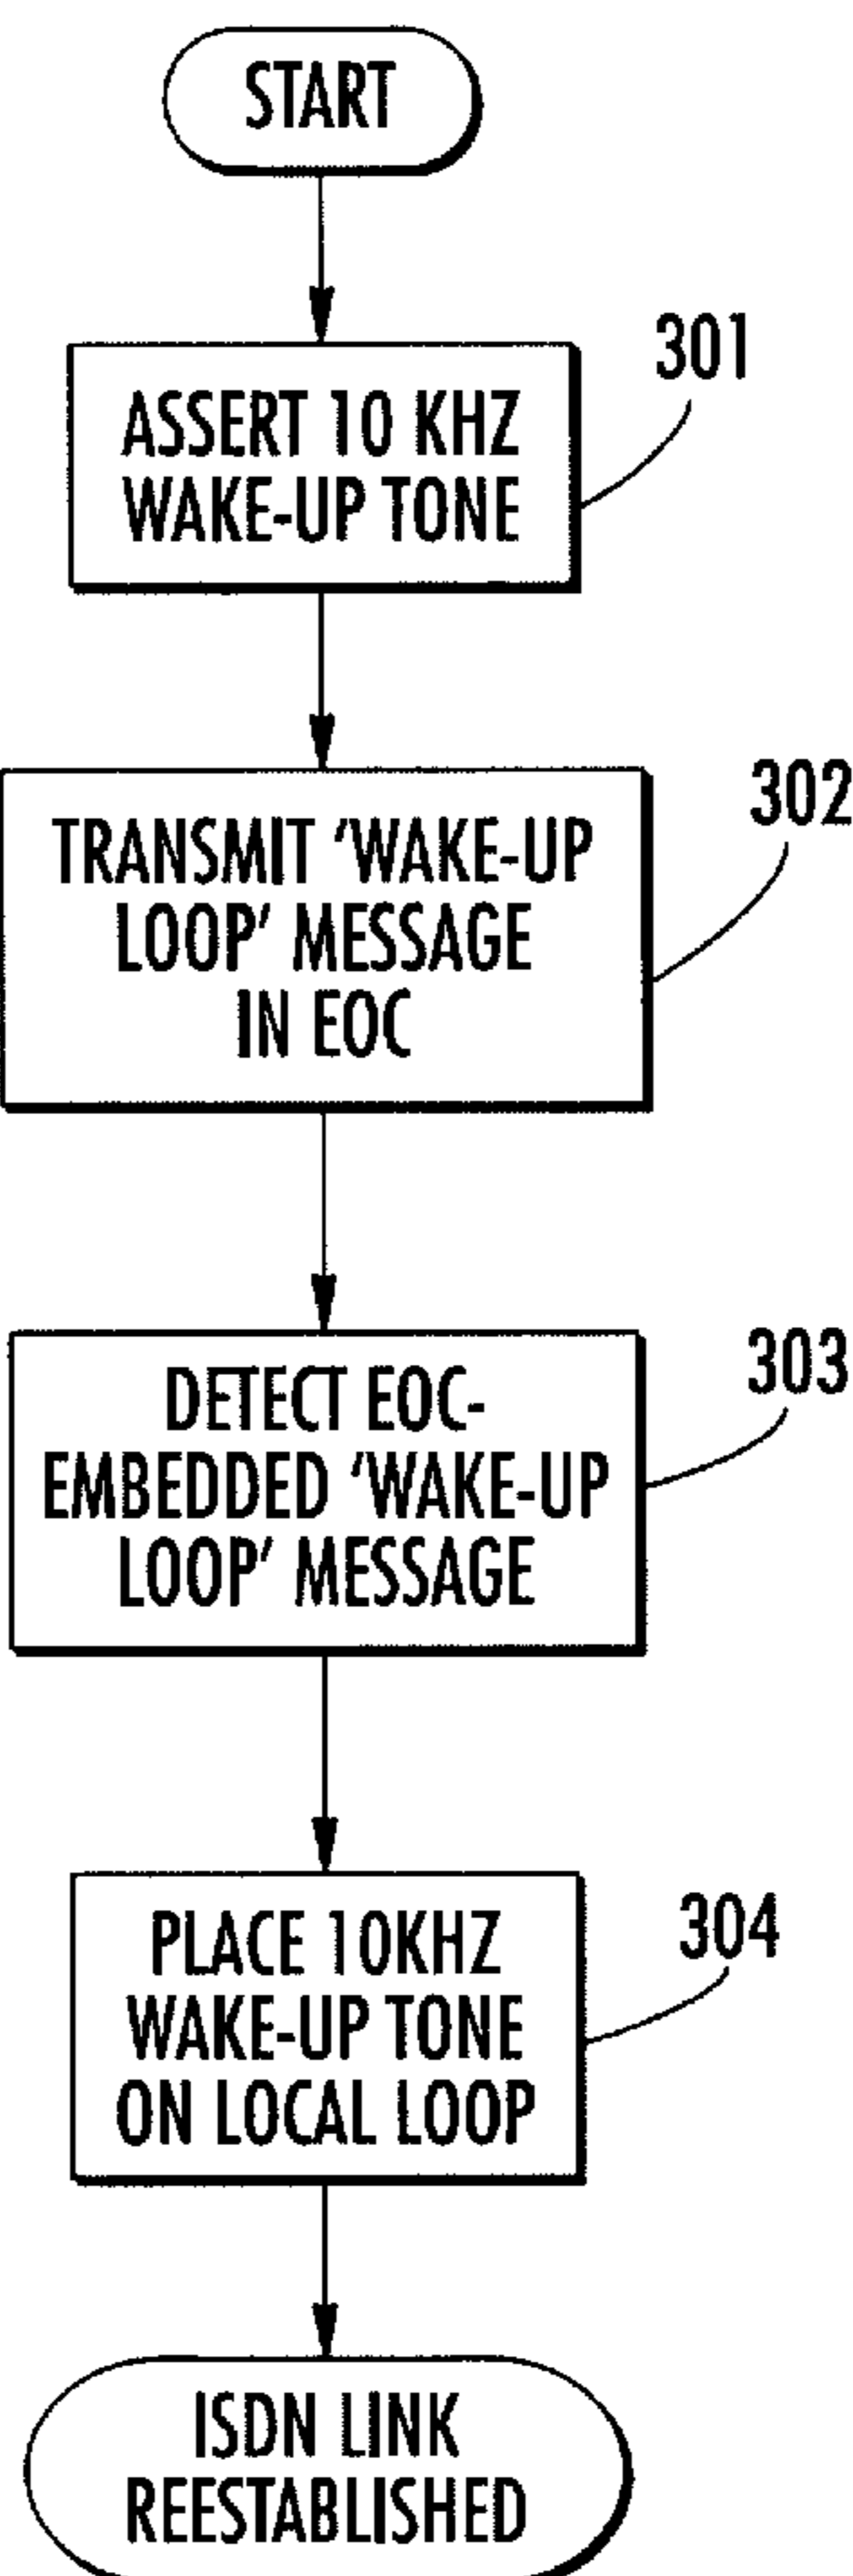 START
301
ASSERT 10 KHZ
WAKE-UP TONE
302
TRANSMIT 'WAKE-UP
LOOP' MESSAGE
IN EOC
303
DETECT EOC-
EMBEDDED 'WAKE-UP
LOOP' MESSAGE
304
PLACE 10KHZ
WAKE-UP TONE
ON LOCAL LOOP
ISDN LINK
REESTABLISHED